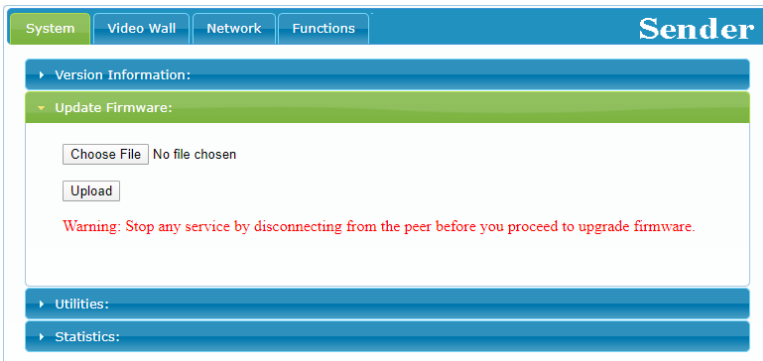 System Video Wall Network Functions Sender
Version Information:
Update Firmware:
Choose File No file chosen
Upload
Warning: Stop any service by disconnecting from the peer before you proceed to upgrade firmware.
Utilities:
Statistics: